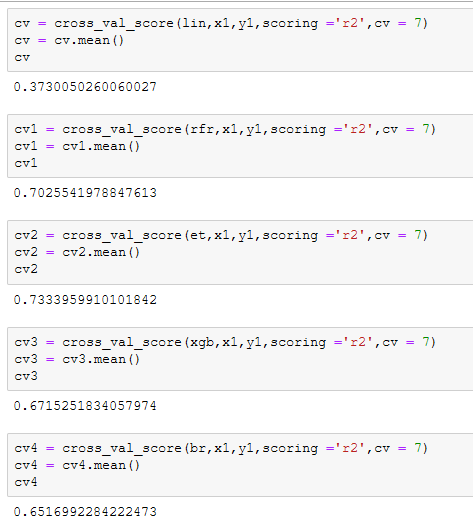 cv = cross_val_score(lin,x1,y1,scoring ='r2',cv = 7)
cv = cv.mean()
cv
0.3730050260060027
cv1 = cross_val_score(rfr,x1,y1,scoring ='r2',cv = 7)
cv1 = cv1.mean()
cv1
0.7025541978847613
cv2 = cross_val_score(et,x1,y1,scoring ='r2',cv = 7)
cv2 = cv2.mean()
cv2
0.7333959910101842
cv3 = cross_val_score(xgb,x1,y1,scoring ='r2',cv = 7)
cv3 = cv3.mean()
cv3
0.6715251834057974
cv4 = cross_val_score(br,x1,y1,scoring ='r2',cv = 7)
cv4 = cv4.mean()
cv4
0.6516992284222473